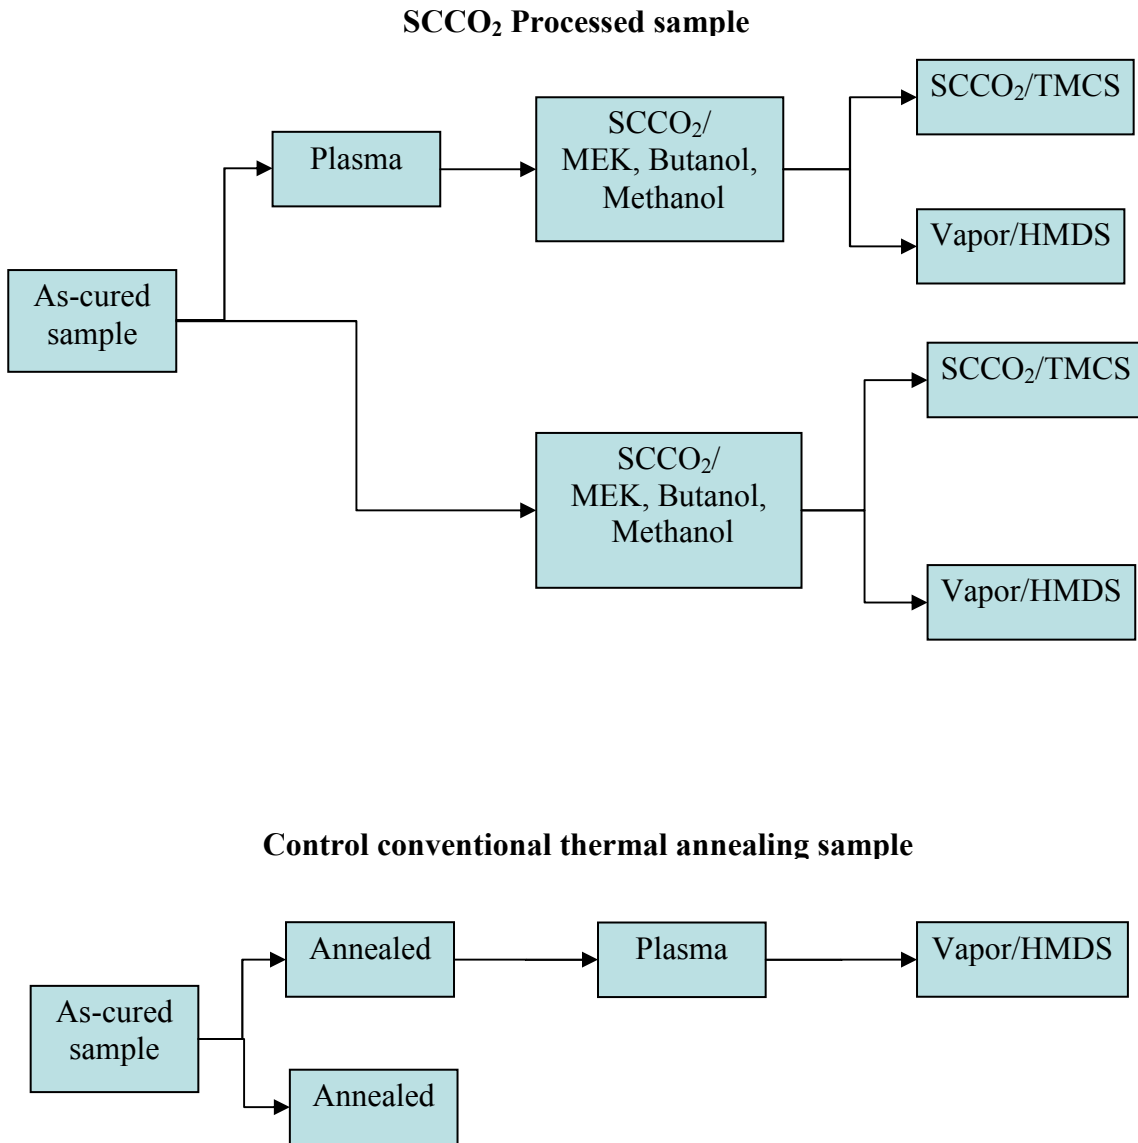 SCCO₂ Processed sample
SCCO₂/TMCS
Plasma
SCCO₂/
MEK, Butanol,
Methanol
Vapor/HMDS
As-cured
sample
SCCO₂/TMCS
SCCO₂/
MEK, Butanol,
Methanol
Vapor/HMDS
Control conventional thermal annealing sample
Annealed
Plasma
Vapor/HMDS
As-cured
sample
Annealed